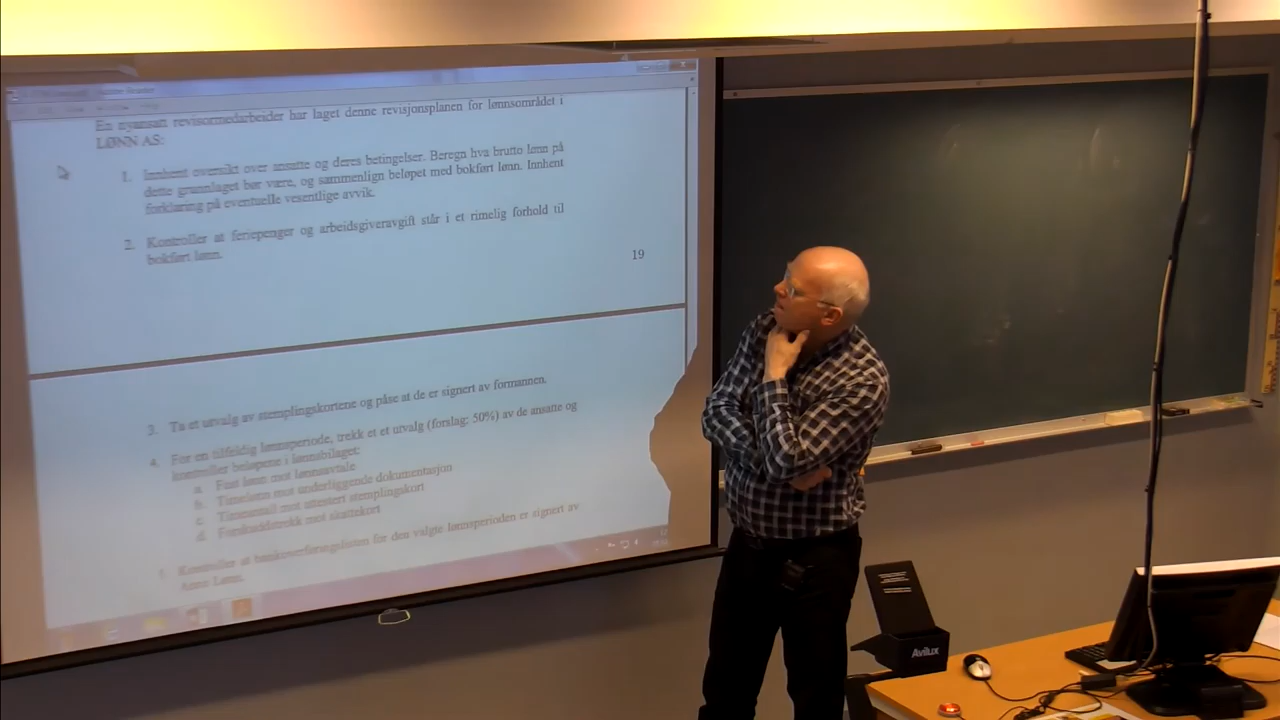 En nyansatt revisormedarbeider har laget denne revisjonsplanen for lønnsområdet i
LØNN AS:
1. Innhent oversikt over ansatte og deres betingelser. Beregn hva brutto lønn på
dette grunnlaget bør være, og sammenlign beløpet med bokført lønn. Innhent
forklaring på eventuelle vesentlige avvik.
2. Kontroller at feriepenger og arbeidsgiveravgift står i et rimelig forhold til
bokført lønn.
19
3. Ta et utvalg av stemplingskortene og påse at de er signert av formannen.
4. For en tilfeldig lønnsperiode, trekk et et utvalg (forslag: 50%) av de ansatte og
kontroller beløpene i lønnsbilaget:
a. Fast lønn mot lønnsavtale
b. Timelønn mot underliggende dokumentasjon
c. Timeantall mot attestert stemplingskort
d. Forskuddstrekk mot skattekort
Kontroller at bankoverføringslisten for den valgte lønnsperioden er signert av
Anne Lønn.
Avilux